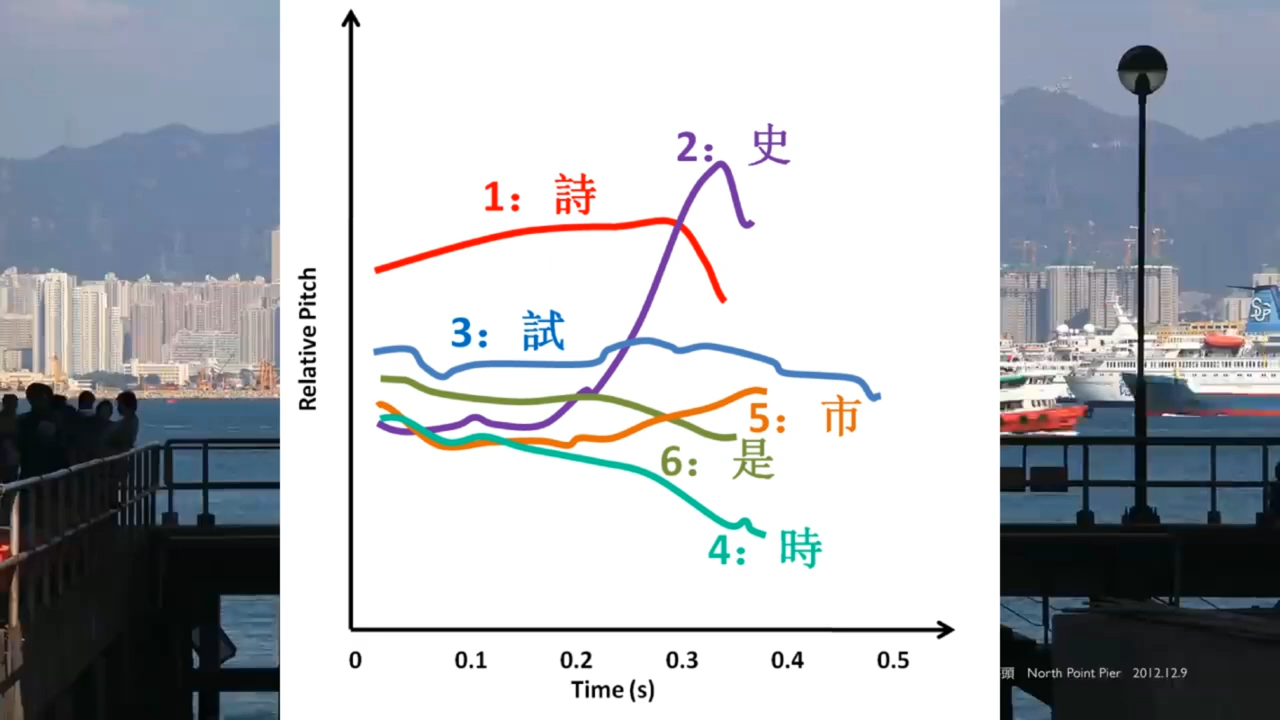 2: 史
1: 詩
3: 試
5: 市
6: 是
4: 時
Relative Pitch
0 0.1 0.2 0.3 0.4 0.5
Time (s)
頭 North Point Pier 2012.12.9